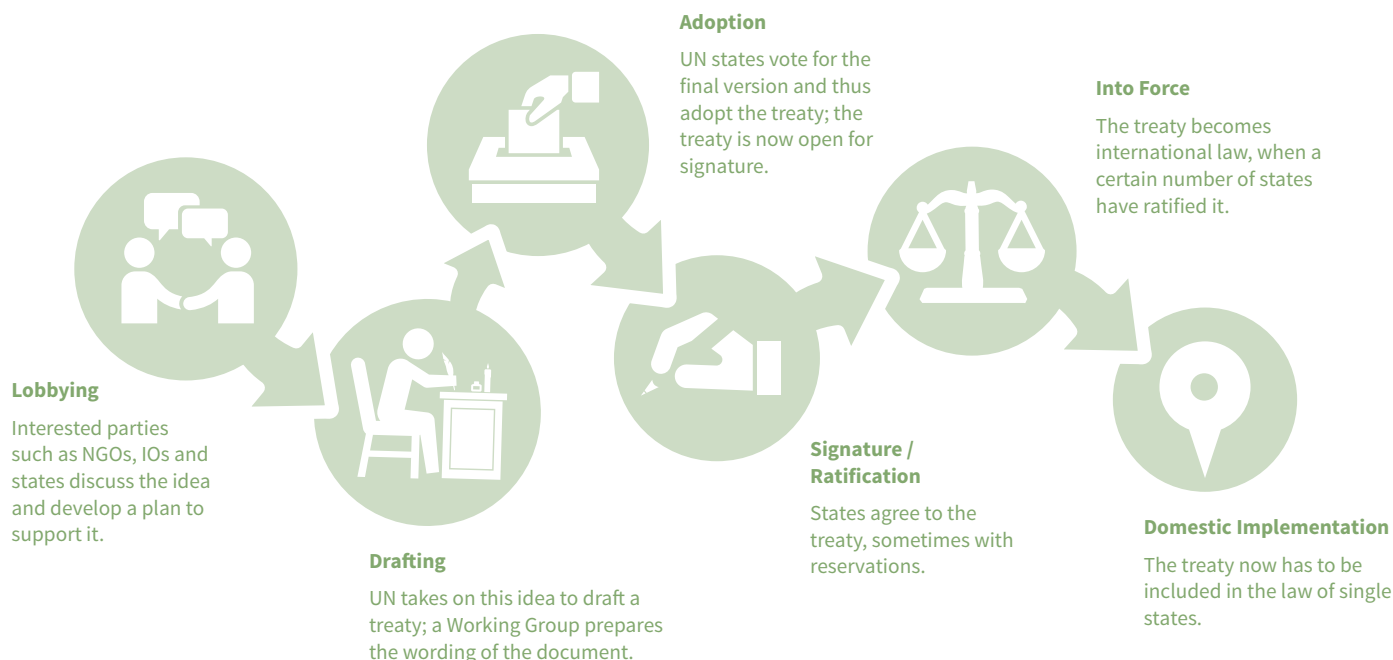 Lobbying
Interested parties
such as NGOs, IOs and
states discuss the idea
and develop a plan to
support it.
Drafting
UN takes on this idea to draft a
treaty; a Working Group prepares
the wording of the document.
Adoption
UN states vote for the
final version and thus
adopt the treaty; the
treaty is now open for
signature.
Signature /
Ratification
States agree to the
treaty, sometimes with
reservations.
Into Force
The treaty becomes
international law, when a
certain number of states
have ratified it.
Domestic Implementation
The treaty now has to be
included in the law of single
states.